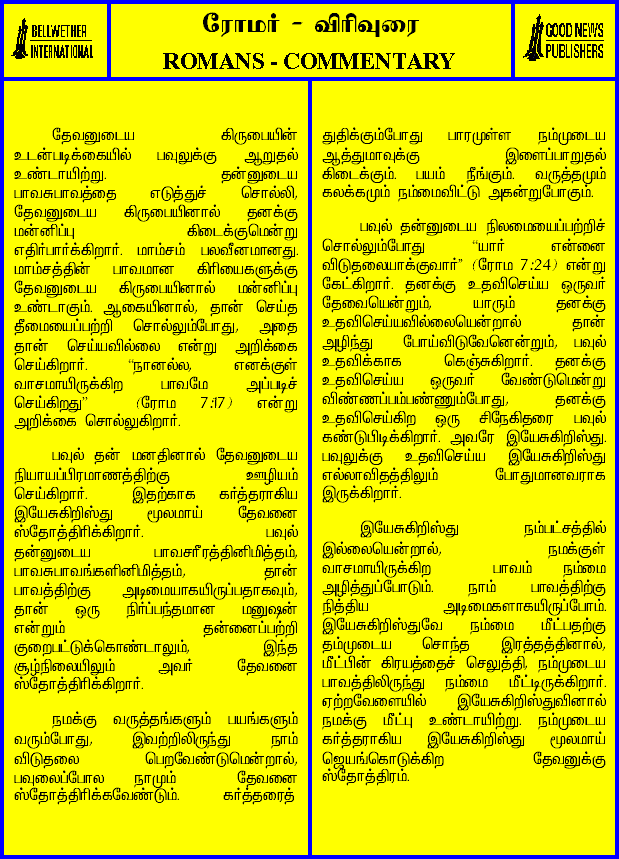 BELLWETHER
INTERNATIONAL
ரோமர் - விரிவுரை
ROMANS - COMMENTARY
GOOD NEWS
PUBLISHERS
தேவனுடைய கிருபையின்
உடன்படிக்கையில் பவுலுக்கு ஆறுதல்
உண்டாயிற்று. தன்னுடைய
பாவசுபாவத்தை எடுத்துச் சொல்லி,
தேவனுடைய கிருபையினால் தனக்கு
மன்னிப்பு கிடைக்குமென்று
எதிர்பார்க்கிறார். மாம்சம் பலவீனமானது.
மாம்சத்தின் பாவமான கிரியைகளுக்கு
தேவனுடைய கிருபையினால் மன்னிப்பு
உண்டாகும். ஆகையினால், தான் செய்த
தீமையைப்பற்றி சொல்லும்போது, அதை
தான் செய்யவில்லை என்று அறிக்கை
செய்கிறார். “நானல்ல, எனக்குள்
வாசமாயிருக்கிற பாவமே அப்படிச்
செய்கிறது” (ரோம 7:17) என்று
அறிக்கை சொல்லுகிறார்.
பவுல் தன் மனதினால் தேவனுடைய
நியாயப்பிரமாணத்திற்கு ஊழியம்
செய்கிறார். இதற்காக கர்த்தராகிய
இயேசுகிறிஸ்து மூலமாய் தேவனை
ஸ்தோத்திரிக்கிறார். பவுல்
தன்னுடைய பாவசரீரத்தினிமித்தம்,
பாவசுபாவங்களினிமித்தம், தான்
பாவத்திற்கு அடிமையாகயிருப்பதாகவும்,
தான் ஒரு நிர்ப்பந்தமான மனுஷன்
என்றும் தன்னைப்பற்றி
குறைபட்டுக்கொண்டாலும், இந்த
சூழ்நிலையிலும் அவர் தேவனை
ஸ்தோத்திரிக்கிறார்.
நமக்கு வருத்தங்களும் பயங்களும்
வரும்போது, இவற்றிலிருந்து நாம்
விடுதலை பெறவேண்டுமென்றால்,
பவுலைப்போல நாமும் தேவனை
ஸ்தோத்திரிக்கவேண்டும். கர்த்தரைத்
துதிக்கும்போது பாரமுள்ள நம்முடைய
ஆத்துமாவுக்கு இளைப்பாறுதல்
கிடைக்கும். பயம் நீங்கும். வருத்தமும்
கலக்கமும் நம்மைவிட்டு அகன்றுபோகும்.
பவுல் தன்னுடைய நிலமையைப்பற்றிச்
சொல்லும்போது “யார் என்னை
விடுதலையாக்குவார்” (ரோம 7:24) என்று
கேட்கிறார். தனக்கு உதவிசெய்ய ஒருவர்
தேவையென்றும், யாரும் தனக்கு
உதவிசெய்யவில்லையென்றால் தான்
அழிந்து போய்விடுவேனென்றும், பவுல்
உதவிக்காக கெஞ்சுகிறார். தனக்கு
உதவிசெய்ய ஒருவர் வேண்டுமென்று
விண்ணப்பம்பண்ணும்போது, தனக்கு
உதவிசெய்கிற ஒரு சிநேகிதரை பவுல்
கண்டுபிடிக்கிறார். அவரே இயேசுகிறிஸ்து.
பவுலுக்கு உதவிசெய்ய இயேசுகிறிஸ்து
எல்லாவிதத்திலும் போதுமானவராக
இருக்கிறார்.
இயேசுகிறிஸ்து நம்பட்சத்தில்
இல்லையென்றால், நமக்குள்
வாசமாயிருக்கிற பாவம் நம்மை
அழித்துப்போடும். நாம் பாவத்திற்கு
நித்திய அடிமைகளாகயிருப்போம்.
இயேசுகிறிஸ்துவே நம்மை மீட்பதற்கு
தம்முடைய சொந்த இரத்தத்தினால்,
மீட்பின் கிரயத்தைச் செலுத்தி, நம்முடைய
பாவத்திலிருந்து நம்மை மீட்டிருக்கிறார்.
ஏற்றவேளையில் இயேசுகிறிஸ்துவினால்
நமக்கு மீட்பு உண்டாயிற்று. நம்முடைய
கர்த்தராகிய இயேசுகிறிஸ்து மூலமாய்
ஜெயங்கொடுக்கிற தேவனுக்கு
ஸ்தோத்திரம்.